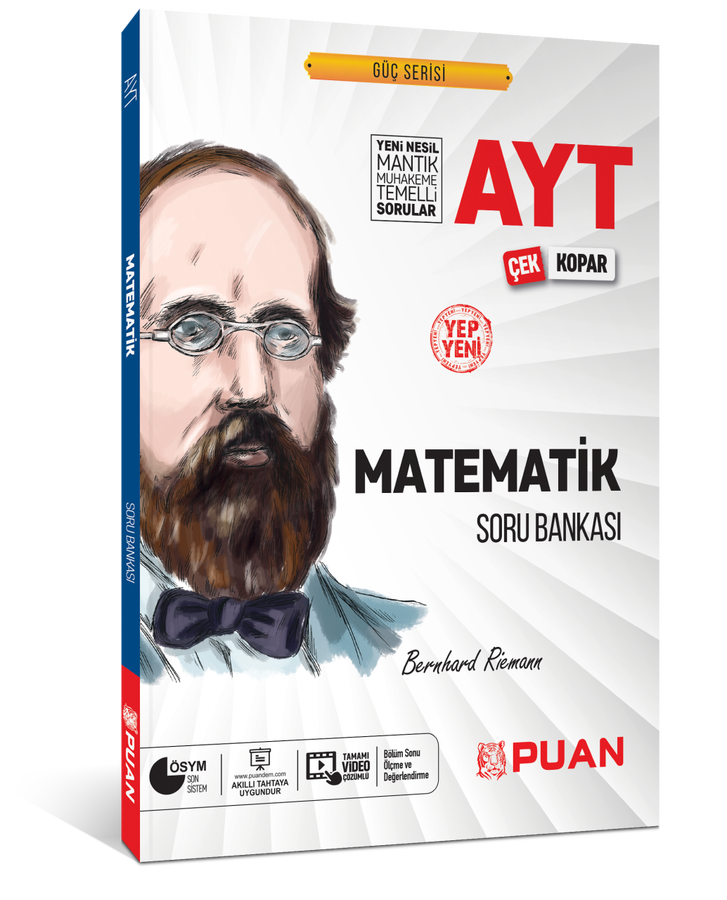 GÜÇ SERİSİ
YENİ NESİL
MANTIK
MUHAKEME
TEMELLİ
SORULAR
AYT
ÇEK KOPAR
YEP
YENİ
MATEMATİK
SORU BANKASI
Bernhard Riemann
ÖSYM
SON
SİSTEM
www.puandem.com
AKILLI TAHTAYA
UYGUNDUR
TAMAMI
VIDEO
ÇÖZÜMLÜ
Bölüm Sonu
Ölçme ve
Değerlendirme
PUAN
AYT
MATEMATİK
SORU BANKASI
PUAN